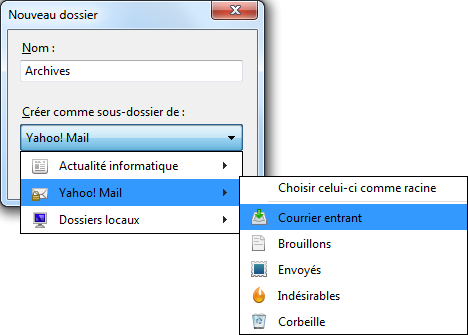 Nouveau dossier
Nom :
Archives
Créer comme sous-dossier de :
Yahoo! Mail
Actualité informatique
Yahoo! Mail
Dossiers locaux
Choisir celui-ci comme racine
Courrier entrant
Brouillons
Envoyés
Indésirables
Corbeille